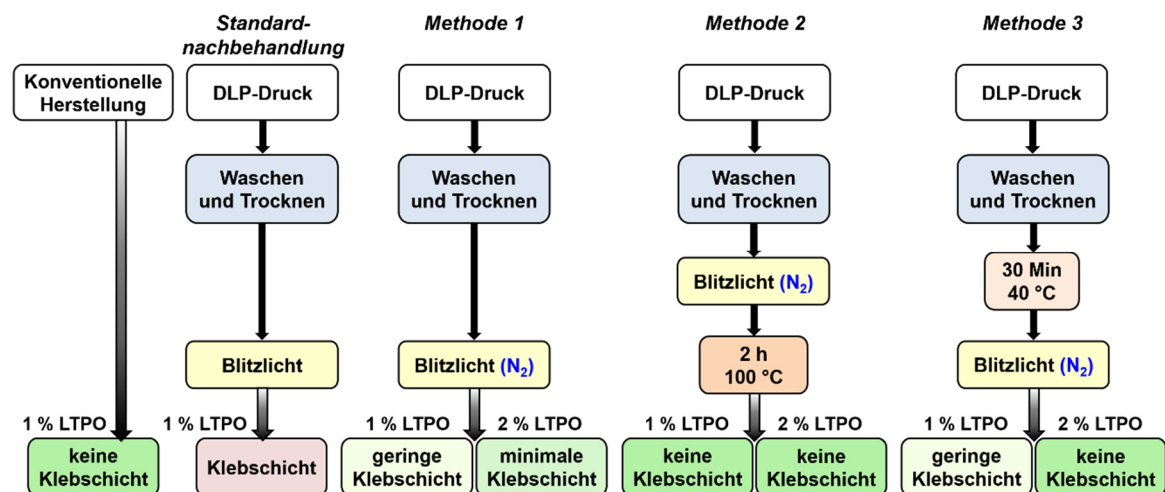 Standard-
nachbehandlung
Methode 1
Methode 2
Methode 3
Konventionelle
Herstellung
DLP-Druck
DLP-Druck
DLP-Druck
DLP-Druck
Waschen
und Trocknen
Waschen
und Trocknen
Waschen
und Trocknen
Waschen
und Trocknen
Blitzlicht (N₂)
30 Min
40 °C
Blitzlicht
Blitzlicht (N₂)
2 h
100 °C
Blitzlicht (N₂)
1 % LTPO
1 % LTPO
1 % LTPO
2 % LTPO
1 % LTPO
2 % LTPO
1 % LTPO
2 % LTPO
keine
Klebschicht
Klebschicht
geringe
Klebschicht
minimale
Klebschicht
keine
Klebschicht
keine
Klebschicht
geringe
Klebschicht
keine
Klebschicht